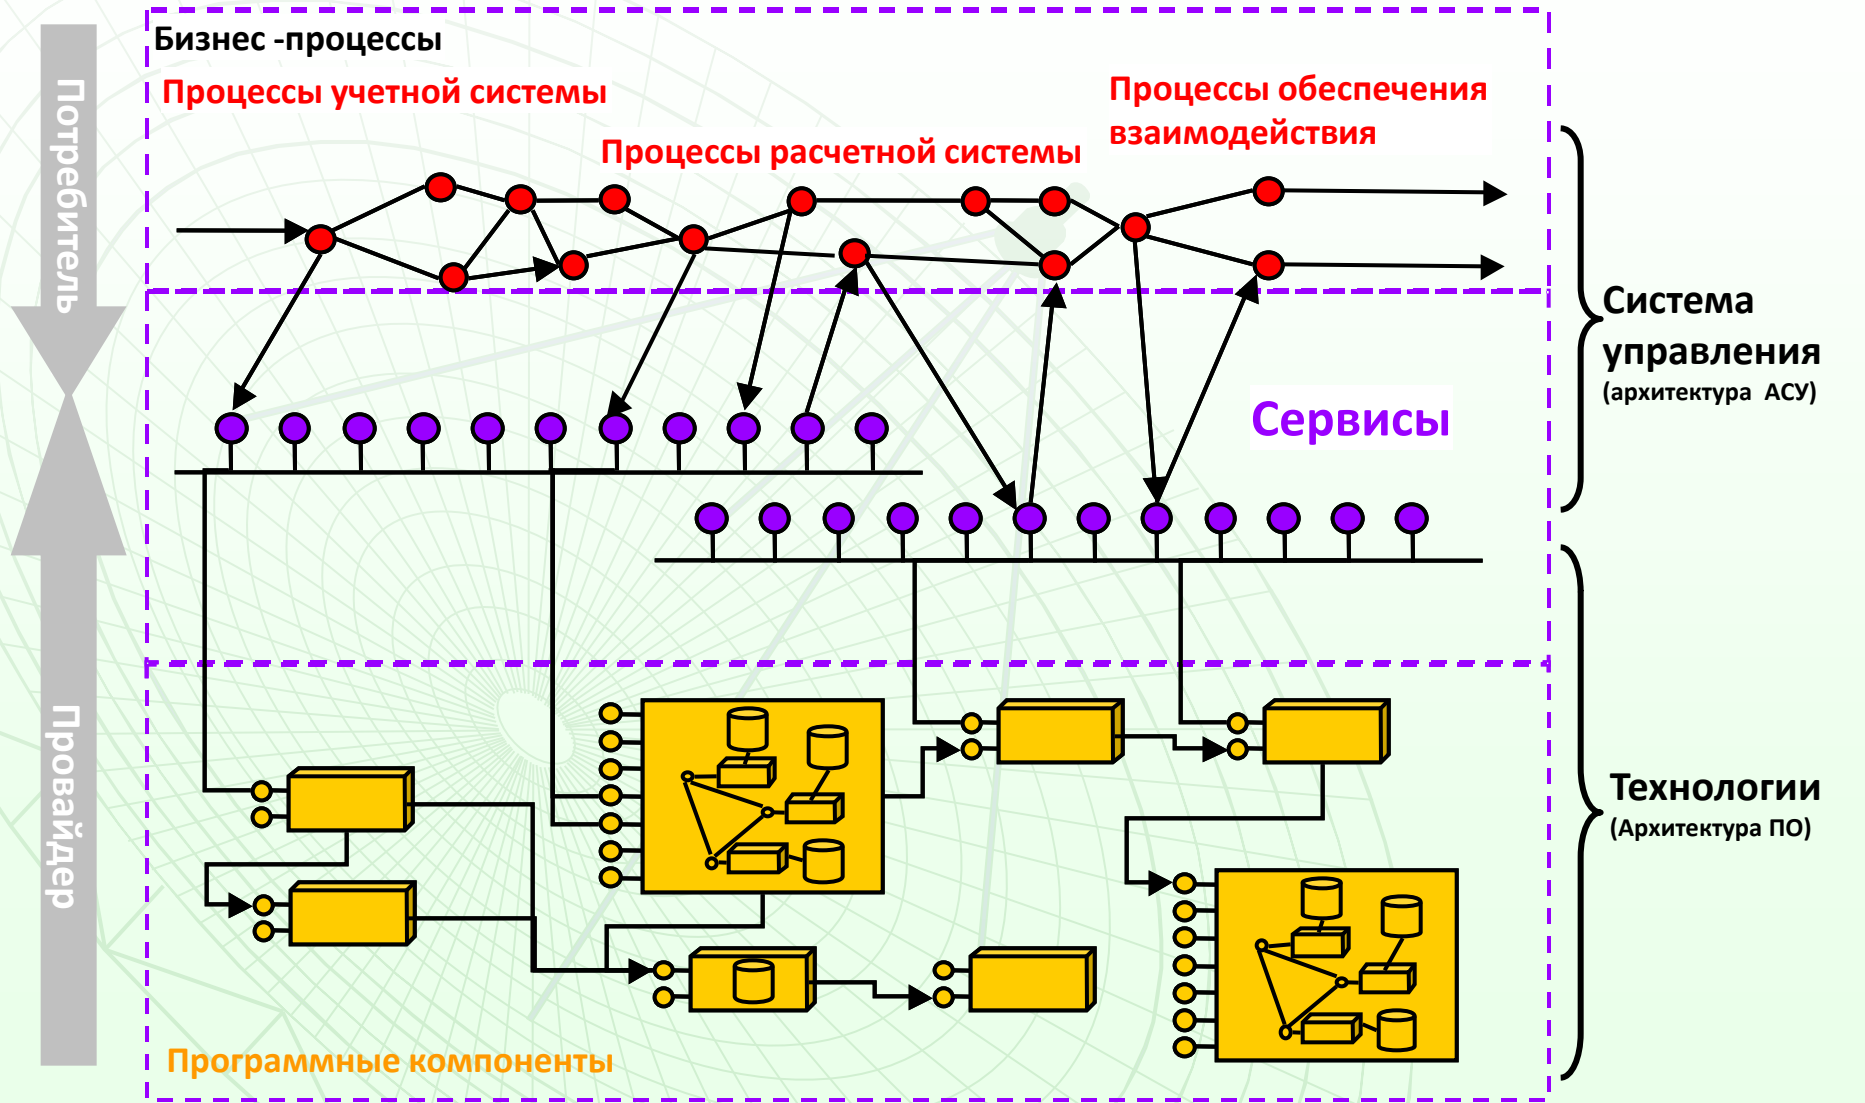 Бизнес -процессы
Процессы учетной системы
Процессы обеспечения
взаимодействия
Процессы расчетной системы
Потребитель
Система
управления
(архитектура АСУ)
Сервисы
Провайдер
Технологии
(Архитектура ПО)
Программные компоненты